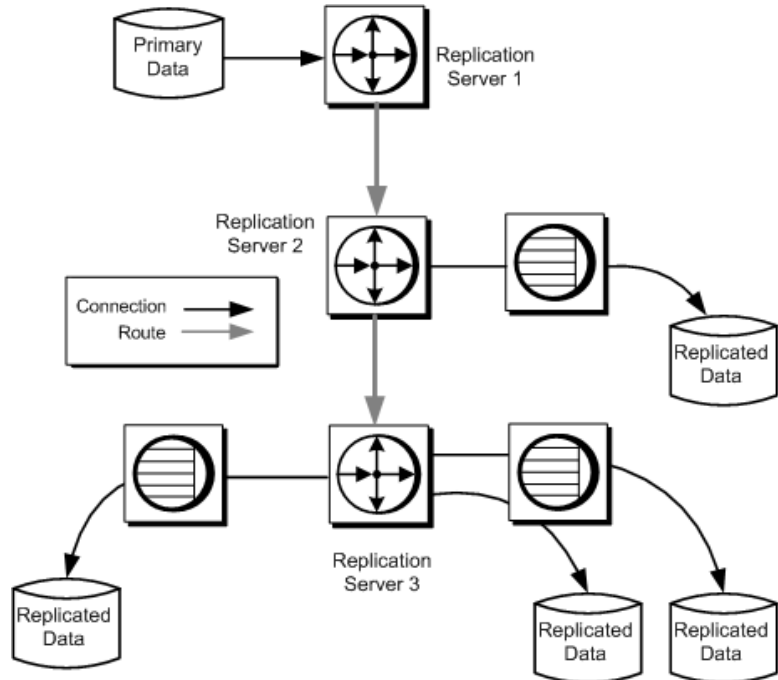 Primary
Data
Replication
Server 1
Replication
Server 2
Connection
Route
Replicated
Data
Replication
Server 3
Replicated
Data
Replicated
Data
Replicated
Data